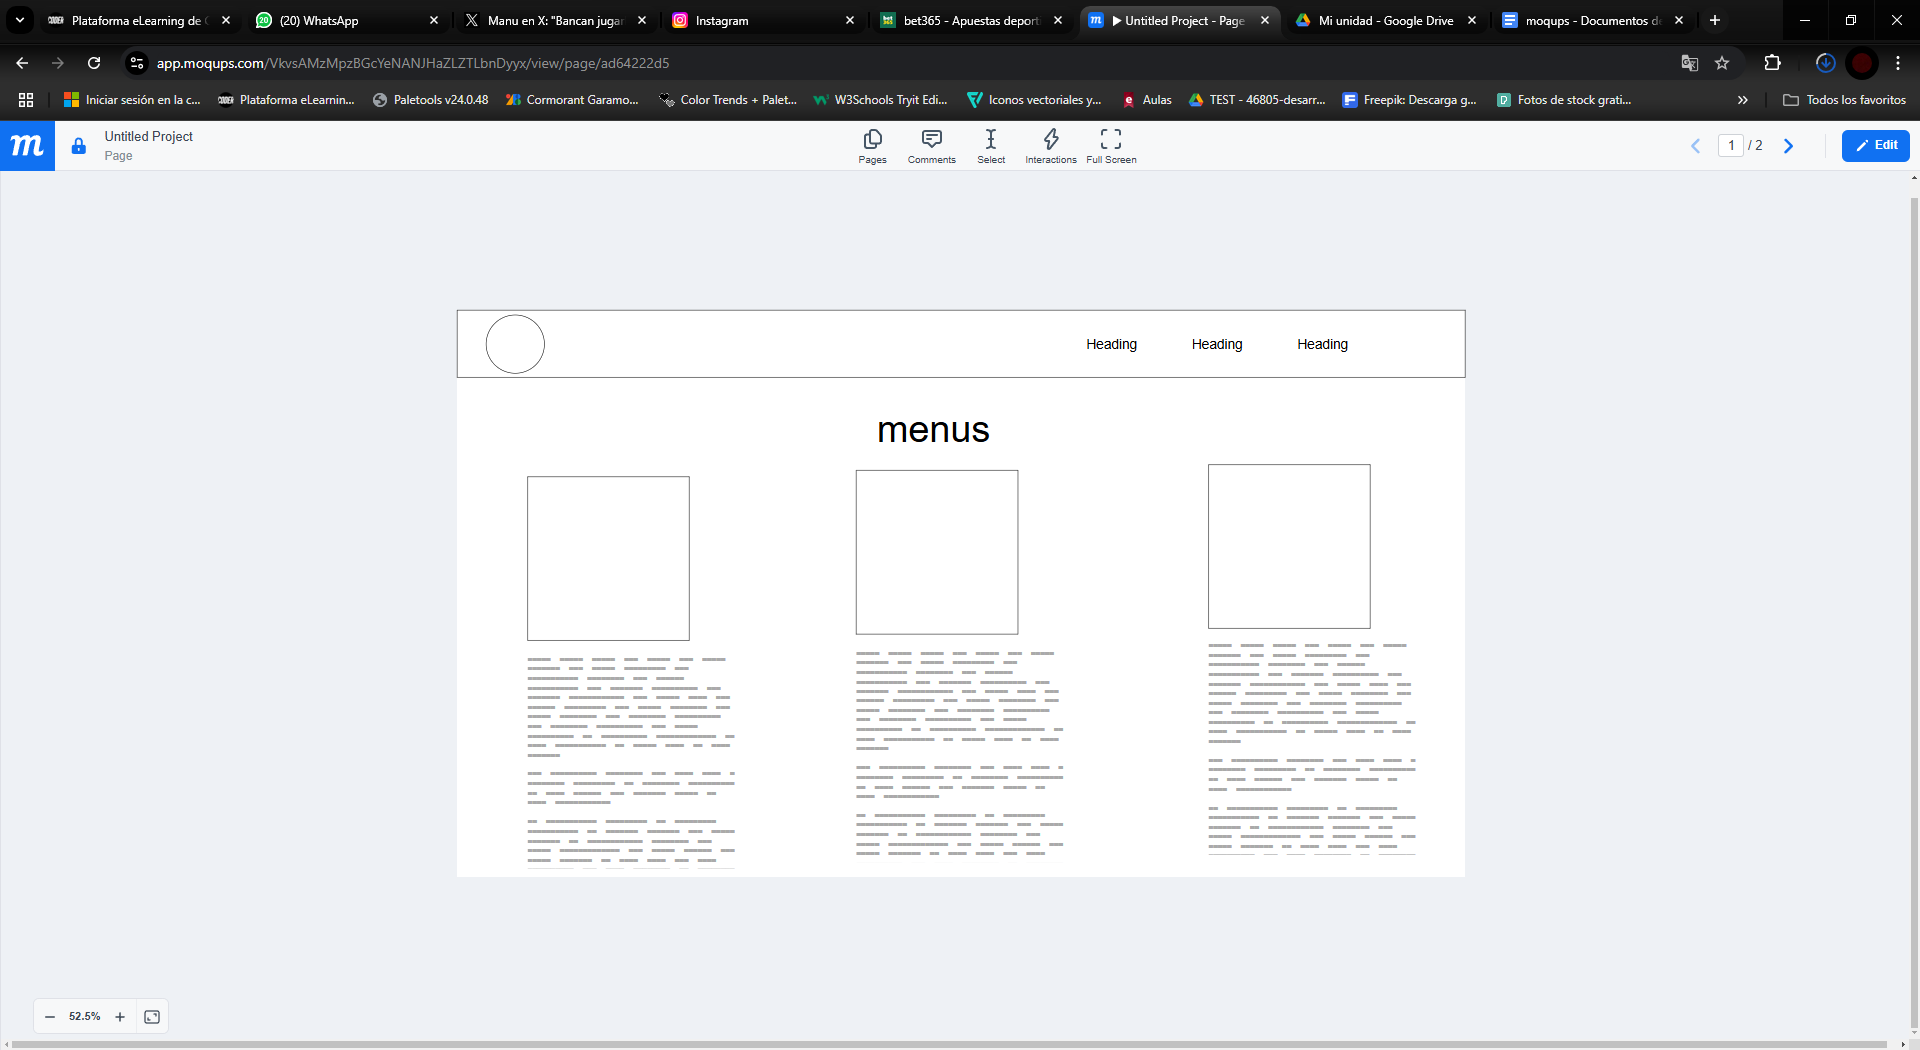 Plataforma eLearning de C
(20) WhatsApp
Manu en X: "Bancan jugar
Instagram
bet365 - Apuestas deporti
▶ Untitled Project - Page
Mi unidad - Google Drive
moqups - Documentos de
app.moqups.com/VkvsAMzMpzBGcYeNANJHaZLZTLbnDyyx/view/page/ad64222d5
Iniciar sesión en la c...
Plataforma eLearnin...
Paletools v24.0.48
Cormorant Garamo...
Color Trends + Palet...
W3Schools Tryit Edi...
Iconos vectoriales y...
Aulas
TEST - 46805-desarr...
Freepik: Descarga g...
Fotos de stock grati...
Todos los favoritos
m
Untitled Project
Page
Pages
Comments
Select
Interactions
Full Screen
1 / 2
Edit
Heading Heading Heading
menus
52.5%